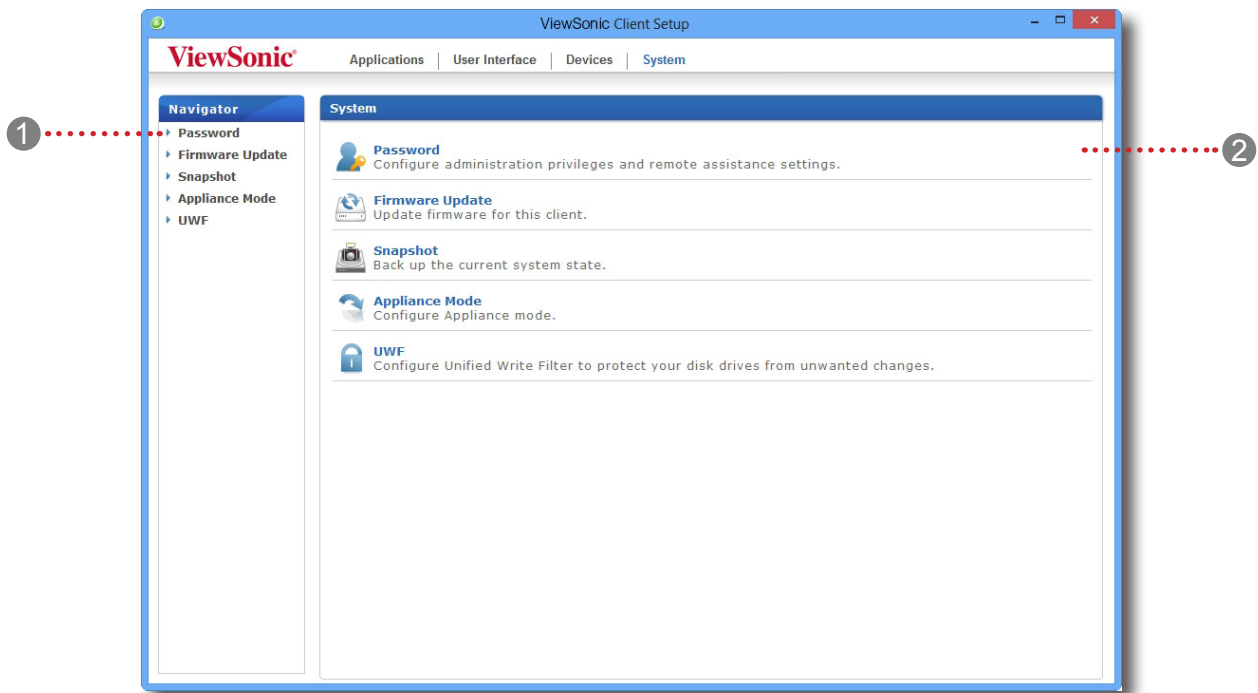 ViewSonic Client Setup
ViewSonic®
Applications | User Interface | Devices | System
Navigator
Password
Firmware Update
Snapshot
Appliance Mode
UWF
System
Password
Configure administration privileges and remote assistance settings.
Firmware Update
Update firmware for this client.
Snapshot
Back up the current system state.
Appliance Mode
Configure Appliance mode.
UWF
Configure Unified Write Filter to protect your disk drives from unwanted changes.
1
2